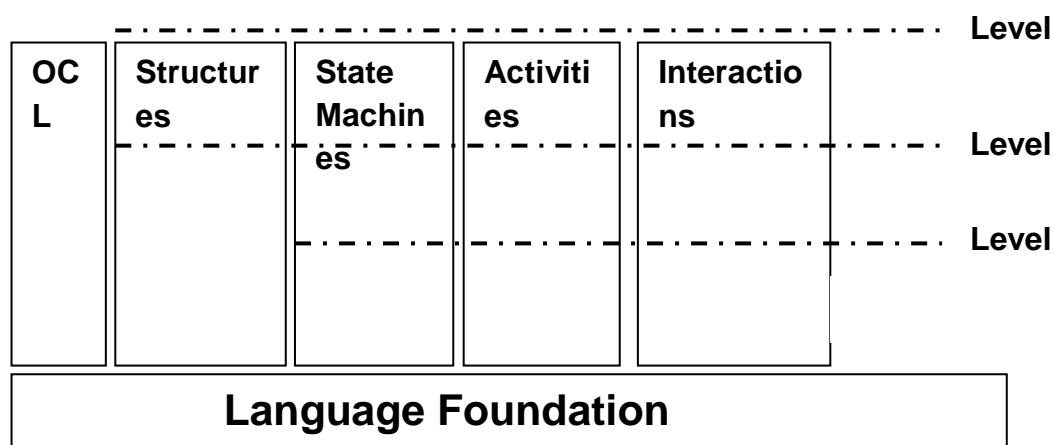 Level
OC
L
Structur
es
State
Machin
es
Activiti
es
Interactio
ns
Level
Level
Language Foundation